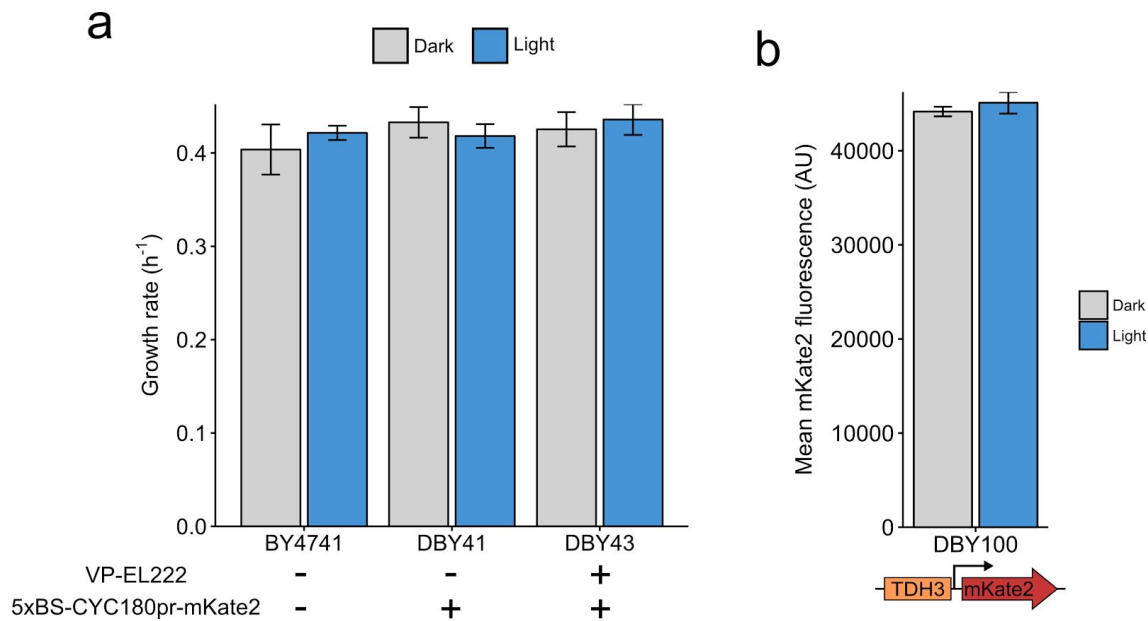 a
Dark
Light
Growth rate (h-1)
0.4
0.3
0.2
0.1
0.0
BY4741 DBY41 DBY43
VP-EL222 - - +
5xBS-CYC180pr-mKate2 - + +
b
Mean mKate2 fluorescence (AU)
40000
30000
20000
10000
0
DBY100
TDH3 mKate2
Dark
Light